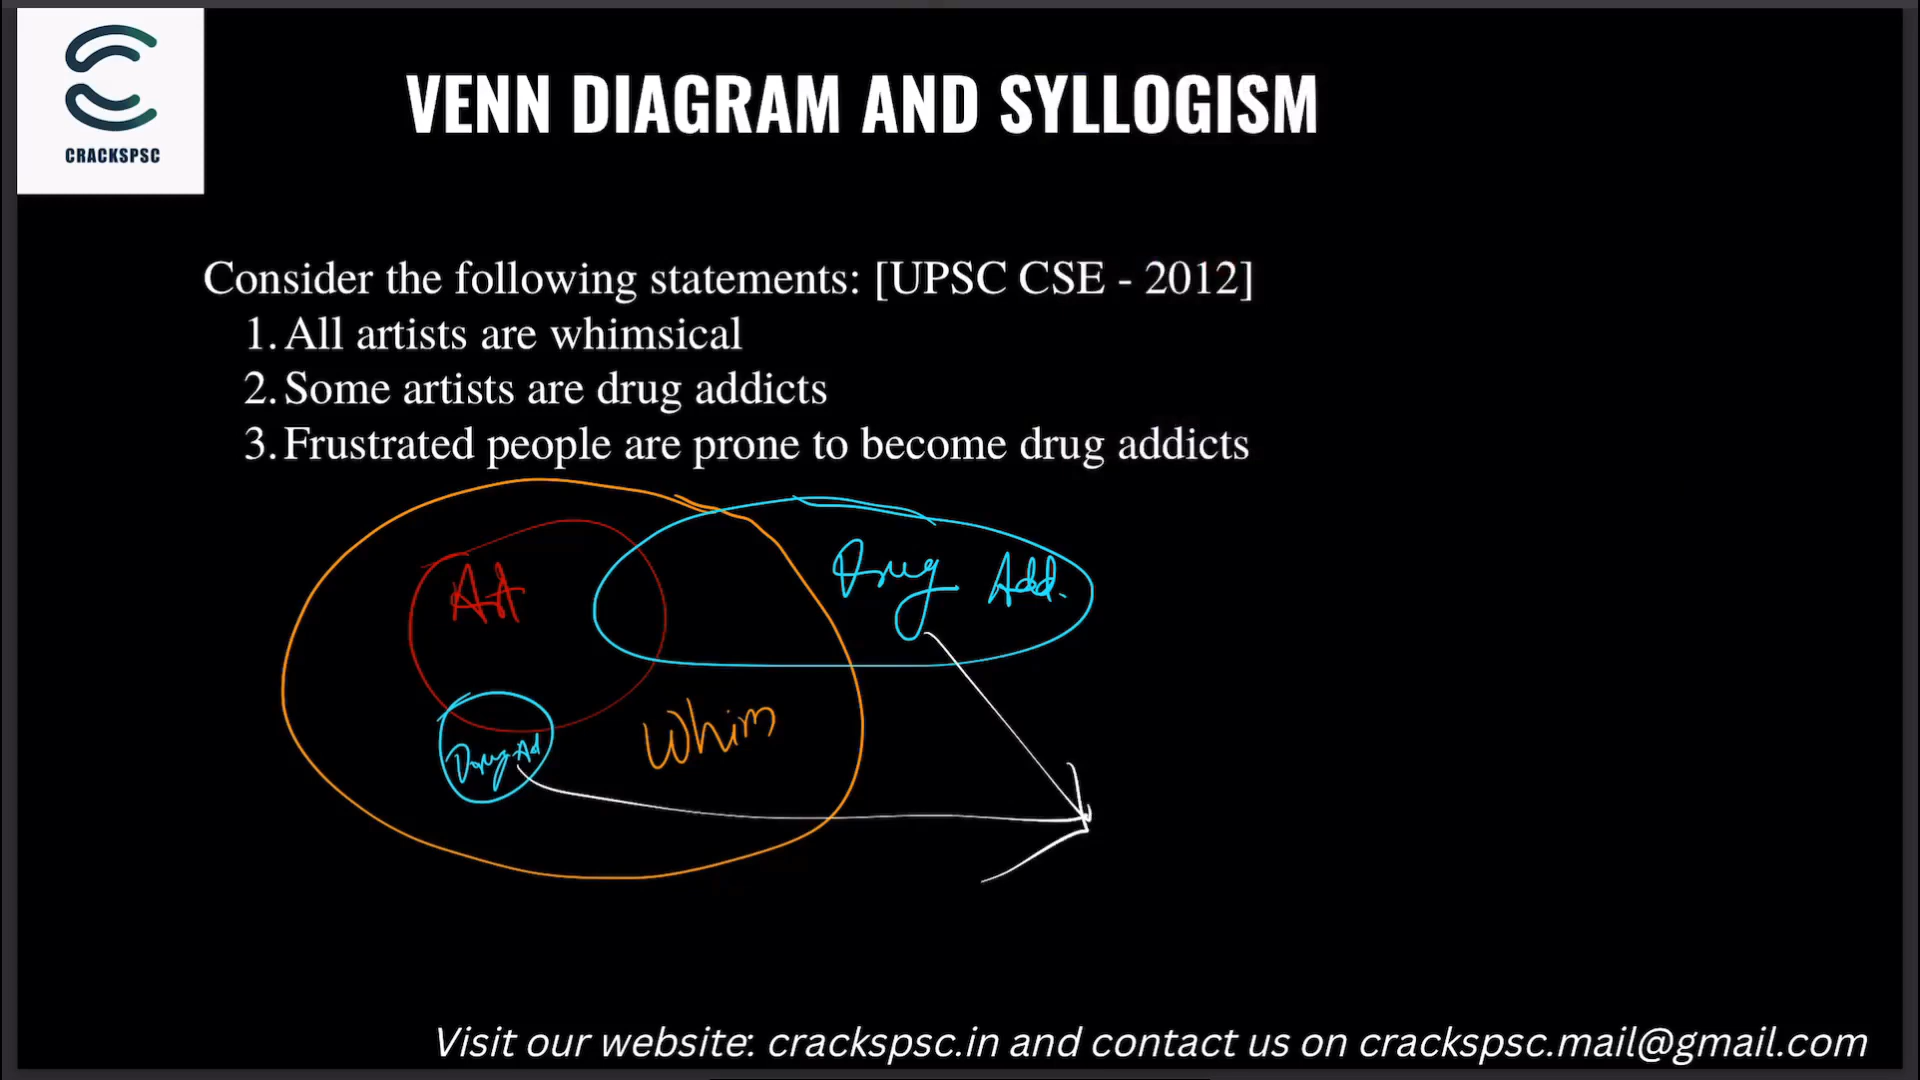 CRACKSPSC
VENN DIAGRAM AND SYLLOGISM
Consider the following statements: [UPSC CSE - 2012]
1. All artists are whimsical
2. Some artists are drug addicts
3. Frustrated people are prone to become drug addicts
Drug Add.
Art
Whim
Drug Ad
Visit our website: crackspsc.in and contact us on crackspsc.mail@gmail.com